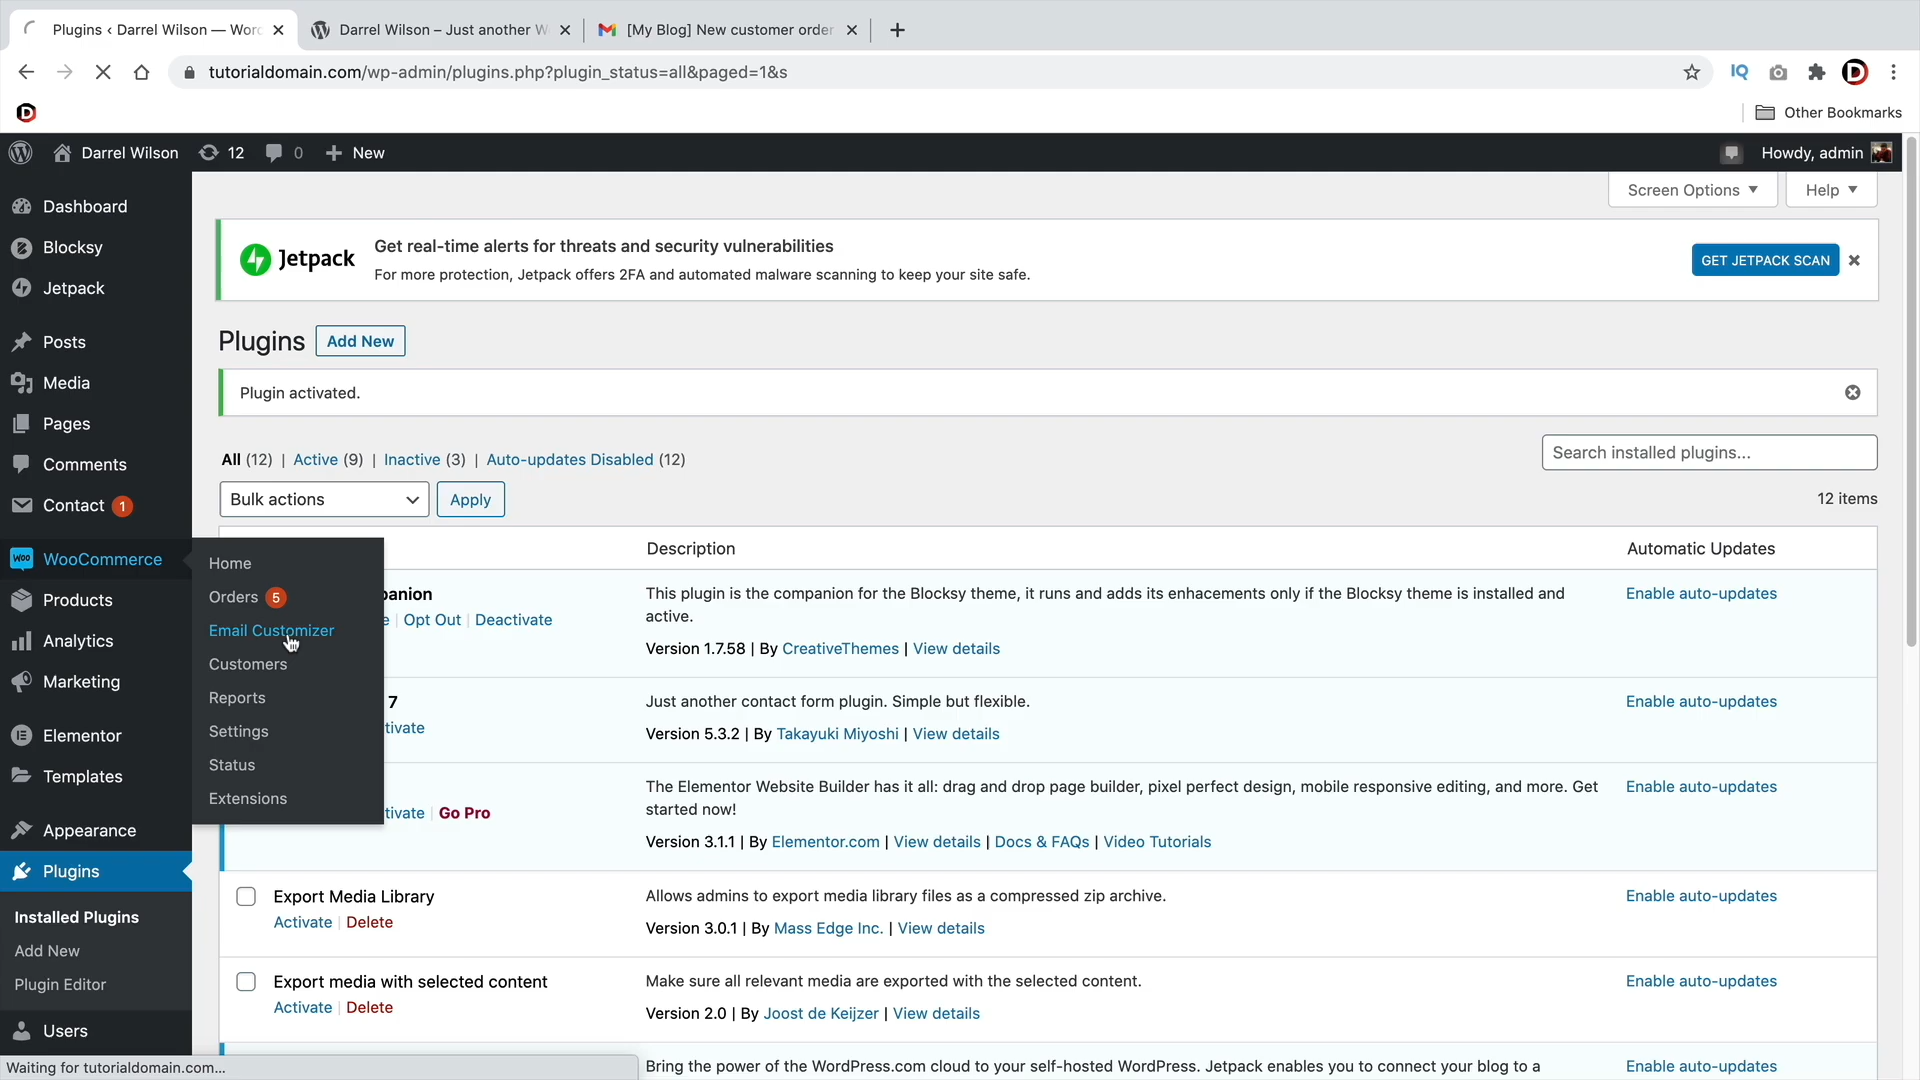 Plugins ‹ Darrel Wilson — Word
Darrel Wilson – Just another W
[My Blog] New customer order
tutorialdomain.com/wp-admin/plugins.php?plugin_status=all&paged=1&s
IQ
D
D
Other Bookmarks
Darrel Wilson
12
0
New
Howdy, admin
Screen Options
Help
Dashboard
Blocksy
Jetpack
Posts
Media
Pages
Comments
Contact 1
WooCommerce
Products
Analytics
Marketing
Elementor
Templates
Appearance
Plugins
Installed Plugins
Add New
Plugin Editor
Users
Home
Orders 5
Email Customizer
Customers
Reports
Settings
Status
Extensions
Jetpack
Get real-time alerts for threats and security vulnerabilities
For more protection, Jetpack offers 2FA and automated malware scanning to keep your site safe.
GET JETPACK SCAN
Plugins Add New
Plugin activated.
All (12) | Active (9) | Inactive (3) | Auto-updates Disabled (12)
Search installed plugins...
Bulk actions
Apply
12 items
Description
Automatic Updates
panion
e | Opt Out | Deactivate
This plugin is the companion for the Blocksy theme, it runs and adds its enhacements only if the Blocksy theme is installed and
active.
Version 1.7.58 | By CreativeThemes | View details
Enable auto-updates
7
tivate
Just another contact form plugin. Simple but flexible.
Version 5.3.2 | By Takayuki Miyoshi | View details
Enable auto-updates
tivate | Go Pro
The Elementor Website Builder has it all: drag and drop page builder, pixel perfect design, mobile responsive editing, and more. Get
started now!
Version 3.1.1 | By Elementor.com | View details | Docs & FAQs | Video Tutorials
Enable auto-updates
Export Media Library
Activate | Delete
Allows admins to export media library files as a compressed zip archive.
Version 3.0.1 | By Mass Edge Inc. | View details
Enable auto-updates
Export media with selected content
Activate | Delete
Make sure all relevant media are exported with the selected content.
Version 2.0 | By Joost de Keijzer | View details
Enable auto-updates
Bring the power of the WordPress.com cloud to your self-hosted WordPress. Jetpack enables you to connect your blog to a
Enable auto-updates
Waiting for tutorialdomain.com...